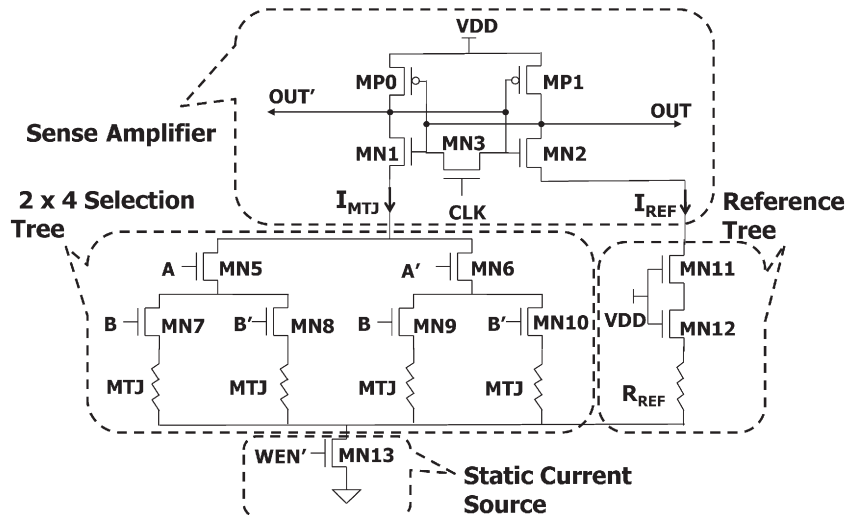 VDD
MP0
MP1
OUT'
OUT
Sense Amplifier
MN3
MN1
MN2
2 x 4 Selection
Tree
I_MTJ
CLK
I_REF
Reference
Tree
A
MN5
A'
MN6
MN11
B
MN7
B'
MN8
B
MN9
B'
MN10
VDD
MN12
MTJ
MTJ
MTJ
MTJ
R_REF
WEN'
MN13
Static Current
Source